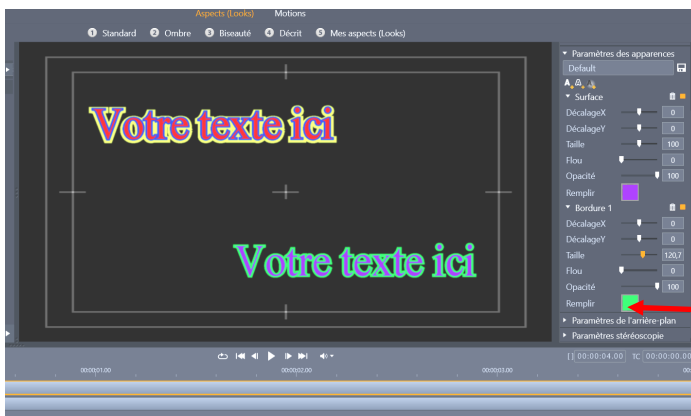 Aspects (Looks) Motions
1 Standard 2 Ombre 3 Biseauté 4 Décrit 5 Mes aspects (Looks)
Votre texte ici
Votre texte ici
Paramètres des apparences
Default
Surface
DécalageX 0
DécalageY 0
Taille 100
Flou 0
Opacité 100
Remplir
Bordure 1
DécalageX 0
DécalageY 0
Taille 120,7
Flou 0
Opacité 100
Remplir
Paramètres de l'arrière-plan
Paramètres stéréoscopie
[] 00:00:04.00 TC 00:00:00.00
00:00:01.00 00:00:02.00 00:00:03.00